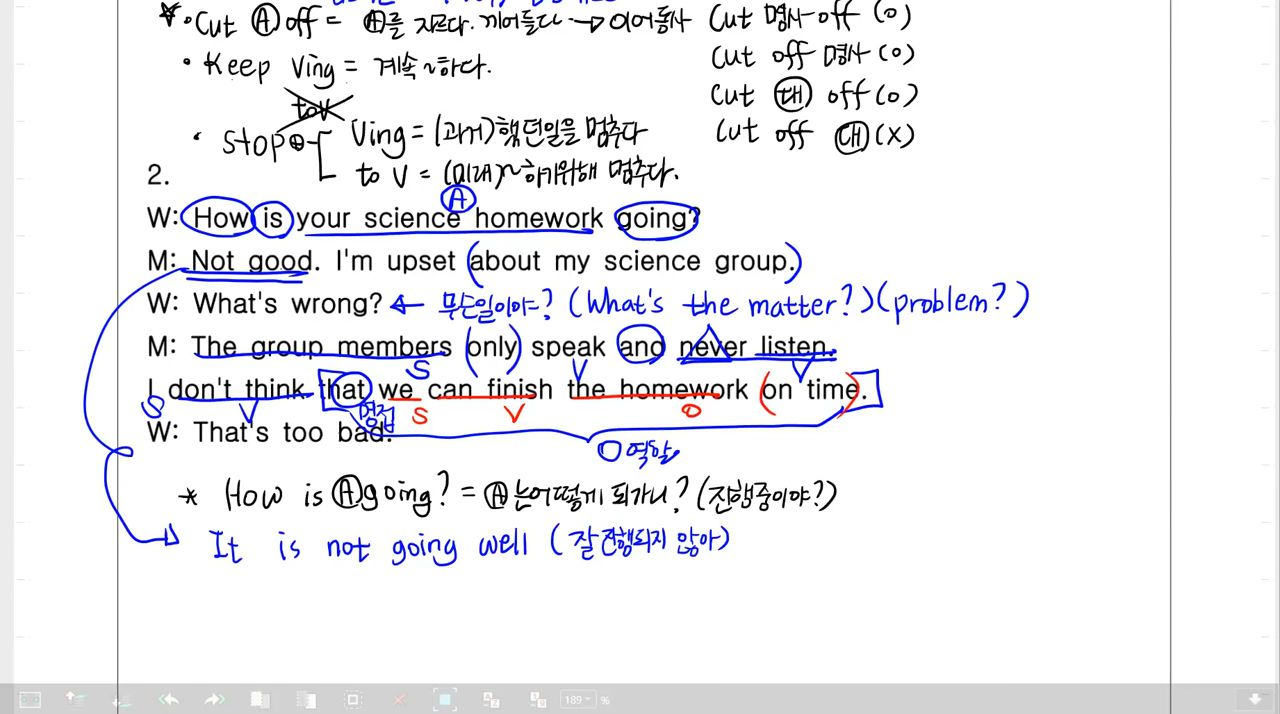 • Cut Ⓐ off = Ⓐ를 자르다. 끼어들다 → 이어동사 Cut 명사 off (o)
Cut off 명사 (o)
• Keep Ving = 계속 ~하다.
toV
Cut 대 off (o)
• Stop ⊕ Ving = (과거) 했던일을 멈추다
Cut off 대 (X)
to V = (미래) ~하기위해 멈추다.
2.
A
W: How is your science homework going?
M: Not good. I'm upset (about my science group.)
W: What's wrong? ← 무슨일이야? (What's the matter?) (problem?)
M: The group members (only) speak and never listen.
S V V
I don't think that we can finish the homework (on time.)
S V 명접 S V O
W: That's too bad.
O 역할
* How is Ⓐ going? = Ⓐ는 어떻게 되가니? (진행중이야?)
It is not going well (잘 진행되지 않아)
189 %